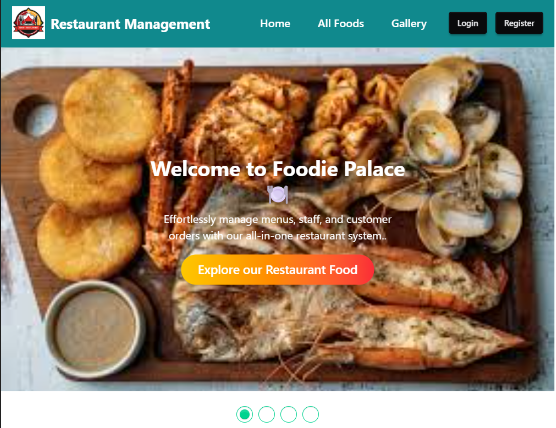 Restaurant Management
Home
All Foods
Gallery
Login
Register
Welcome to Foodie Palace
Effortlessly manage menus, staff, and customer
orders with our all-in-one restaurant system..
Explore our Restaurant Food